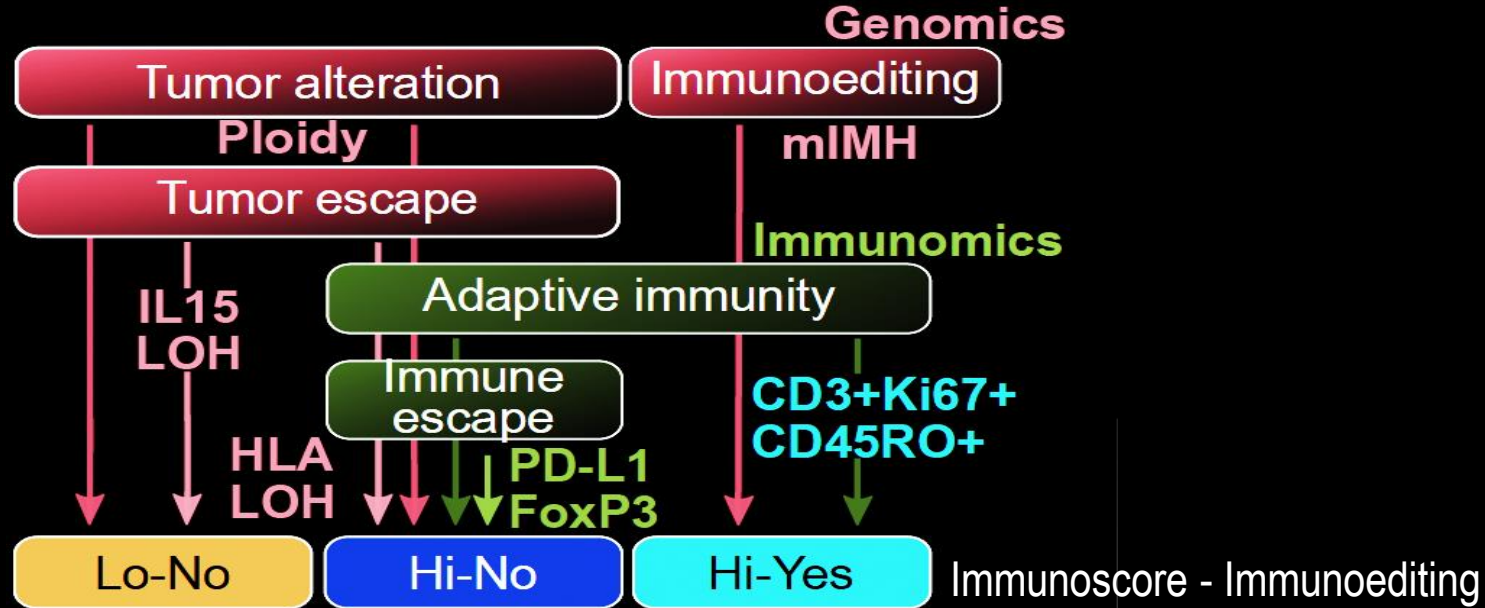 Genomics
Tumor alteration
Immunoediting
Ploidy
mIMH
Tumor escape
Immunomics
Adaptive immunity
IL15
LOH
Immune
escape
CD3+Ki67+
CD45RO+
HLA
LOH
PD-L1
FoxP3
Lo-No
Hi-No
Hi-Yes
Immunoscore - Immunoediting